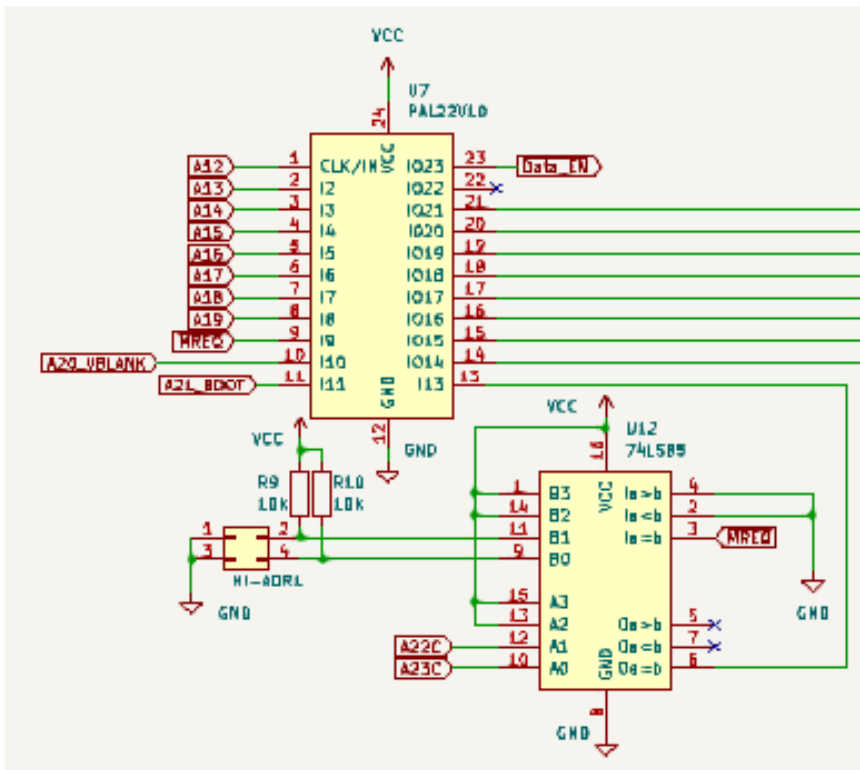 VCC
U7
PAL22V10
24
A12 1 CLK/IN VCC IO23 23 Data_EN
A13 2 I2 IO22 22
A14 3 I3 IO21 21
A15 4 I4 IO20 20
A16 5 I5 IO19 19
A17 6 I6 IO18 18
A18 7 I7 IO17 17
A19 8 I8 IO16 16
MREQ 9 I9 IO15 15
A20_VBLANK 10 I10 IO14 14
A21_BOOT 11 I11 GND I13 13
12
GND
VCC
R9
10k
R10
10k
1 2
3 4
HI-ADR1
GND
VCC
U12
74LS85
16
1 B3 VCC Ia>b 4
14 B2 Ia<b 2
11 B1 Ia=b 3 MREQ
9 B0
15 A3
13 A2 Oa>b 5
A22C 12 A1 Oa<b 7
A23C 10 A0 GND Oa=b 6
8
GND
GND